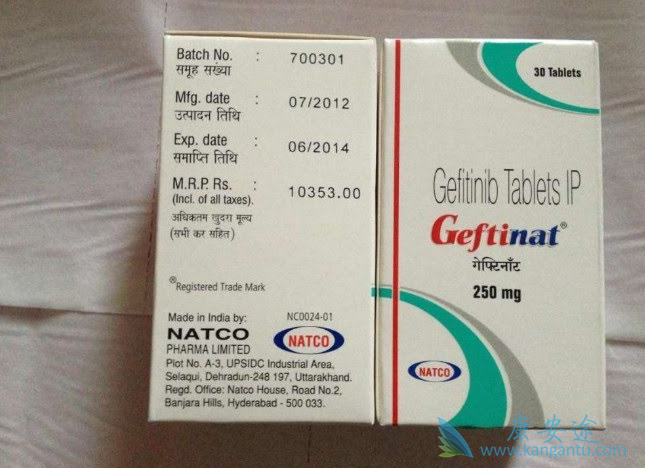 Batch No. : 700301
समूह सख्या
Mfg. date : 07/2012
उत्पादन तिथि
Exp. date : 06/2014
समाप्ति तिथि
M.R.P. Rs. : 10353.00
(Incl. of all taxes).
अधिकतम खुदरा मूल्य
(सभी कर सहित)
®Registered Trade Mark
Made in India by: NC0024-01
NATCO
PHARMA LIMITED
NATCO
Plot No. A-3, UPSIDC Industrial Area,
Selaqui, Dehradun-248 197, Uttarakhand.
Regd. Office: Natco House, Road No.2,
Banjara Hills, Hyderabad - 500 033.
30 Tablets
Gefitinib Tablets IP
Geftinat®
गेफ्टिनॉट
250 mg
NATCO
康安途
www.kangantu.com